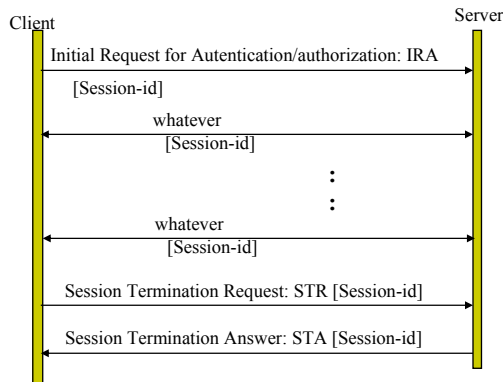 Client
Server
Initial Request for Autentication/authorization: IRA
[Session-id]
whatever
[Session-id]
:
:
whatever
[Session-id]
Session Termination Request: STR [Session-id]
Session Termination Answer: STA [Session-id]